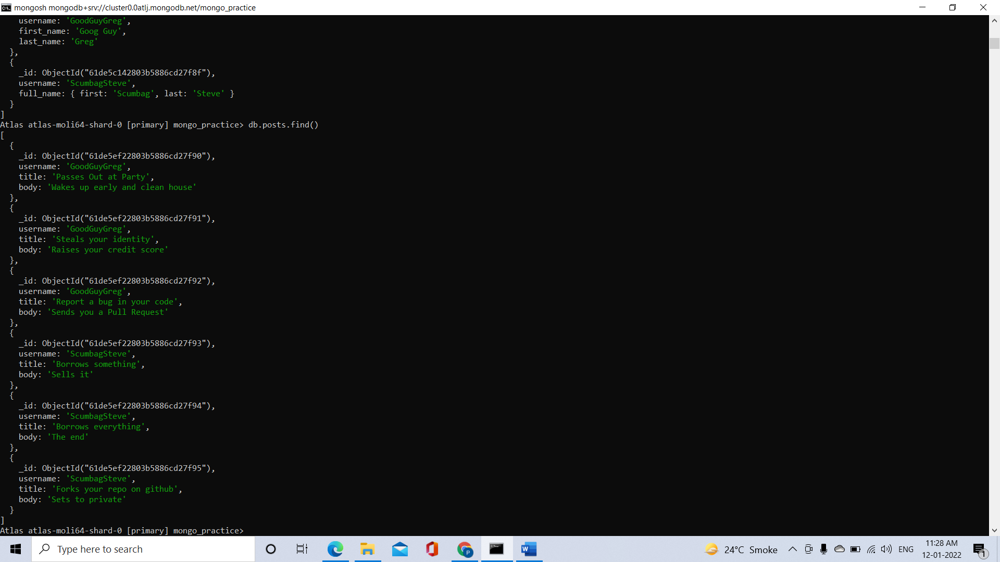 mongosh mongodb+srv://cluster0.0atlj.mongodb.net/mongo_practice
username: 'GoodGuyGreg',
first_name: 'Goog Guy',
last_name: 'Greg'
},
{
_id: ObjectId("61de5c142803b5886cd27f8f"),
username: 'ScumbagSteve',
full_name: { first: 'Scumbag', last: 'Steve' }
}
]
Atlas atlas-moli64-shard-0 [primary] mongo_practice> db.posts.find()
[
{
_id: ObjectId("61de5ef22803b5886cd27f90"),
username: 'GoodGuyGreg',
title: 'Passes Out at Party',
body: 'Wakes up early and clean house'
},
{
_id: ObjectId("61de5ef22803b5886cd27f91"),
username: 'GoodGuyGreg',
title: 'Steals your identity',
body: 'Raises your credit score'
},
{
_id: ObjectId("61de5ef22803b5886cd27f92"),
username: 'GoodGuyGreg',
title: 'Report a bug in your code',
body: 'Sends you a Pull Request'
},
{
_id: ObjectId("61de5ef22803b5886cd27f93"),
username: 'ScumbagSteve',
title: 'Borrows something',
body: 'Sells it'
},
{
_id: ObjectId("61de5ef22803b5886cd27f94"),
username: 'ScumbagSteve',
title: 'Borrows everything',
body: 'The end'
},
{
_id: ObjectId("61de5ef22803b5886cd27f95"),
username: 'ScumbagSteve',
title: 'Forks your repo on github',
body: 'Sets to private'
}
]
Atlas atlas-moli64-shard-0 [primary] mongo_practice>
Type here to search
24°C Smoke
ENG
11:28 AM
12-01-2022
1